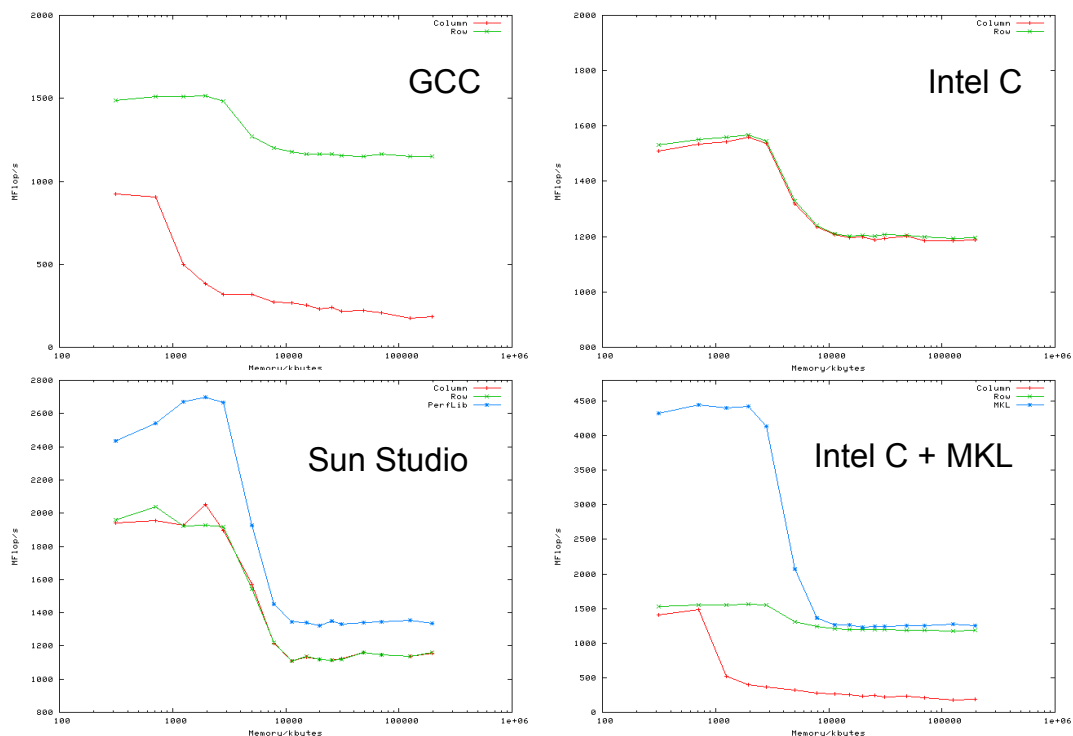 2000
1500
1000
500
0
100
1000
10000
100000
1e+06
MFlop/s
Memory/kbytes
Column
Row
GCC
2000
1800
1600
1400
1200
1000
800
100
1000
10000
100000
1e+06
MFlop/s
Memory/kbytes
Column
Row
Intel C
2800
2600
2400
2200
2000
1800
1600
1400
1200
1000
800
100
1000
10000
100000
1e+06
MFlop/s
Memory/kbytes
Column
Row
PerfLib
Sun Studio
4500
4000
3500
3000
2500
2000
1500
1000
500
0
100
1000
10000
100000
1e+06
MFlop/s
Memory/kbytes
Column
Row
MKL
Intel C + MKL